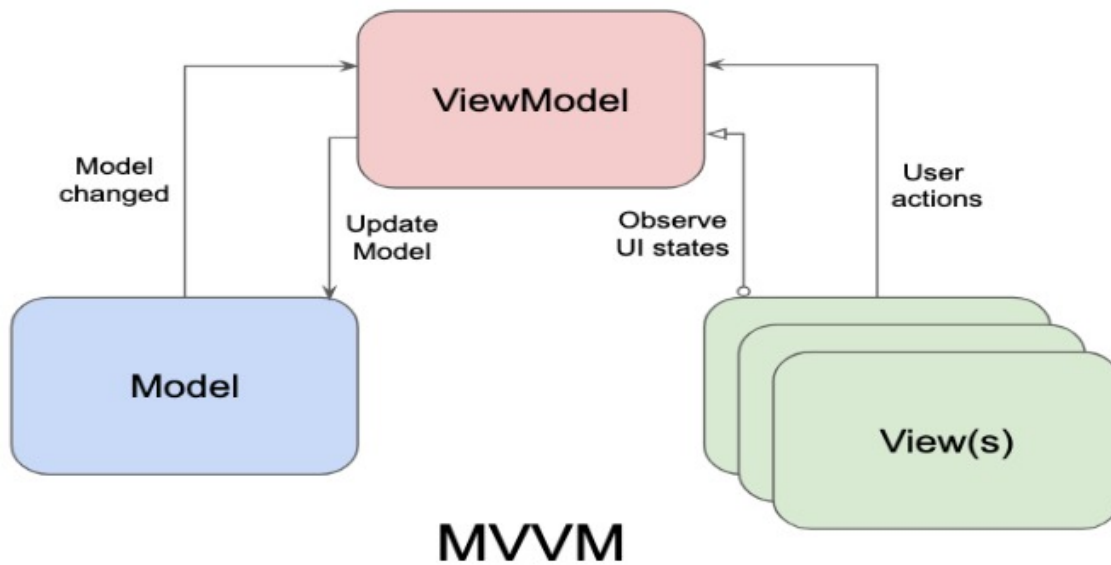 ViewModel
Model
changed
Update
Model
Observe
UI states
User
actions
Model
View(s)
MVVM